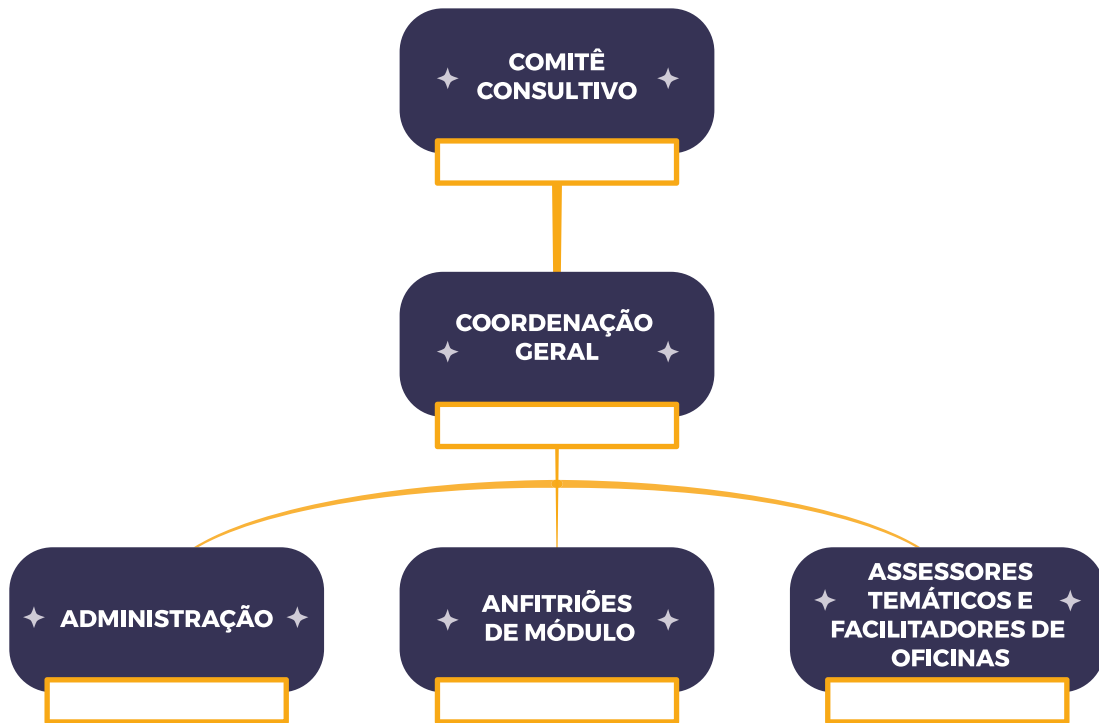 COMITÊ
CONSULTIVO
COORDENAÇÃO
GERAL
ADMINISTRAÇÃO
ANFITRIÕES
DE MÓDULO
ASSESSORES
TEMÁTICOS E
FACILITADORES DE
OFICINAS